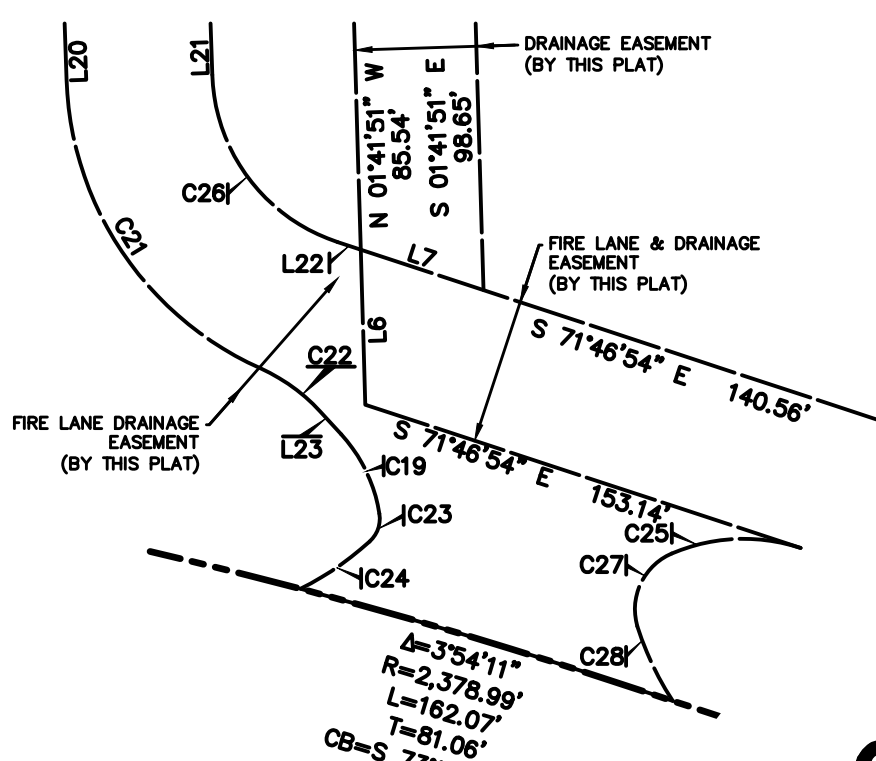 L20
L21
DRAINAGE EASEMENT
(BY THIS PLAT)
N 01°41'51" W
85.54'
S 01°41'51" E
98.65'
C26
C21
L22
L7
FIRE LANE & DRAINAGE
EASEMENT
(BY THIS PLAT)
L6
S 71°46'54" E 140.56'
C22
FIRE LANE DRAINAGE
EASEMENT
(BY THIS PLAT)
L23
S 71°46'54" E 153.14'
C19
C23
C25
C27
C24
C28
Δ=3°54'11"
R=2,378.99'
L=162.07'
T=81.06'
CB=S